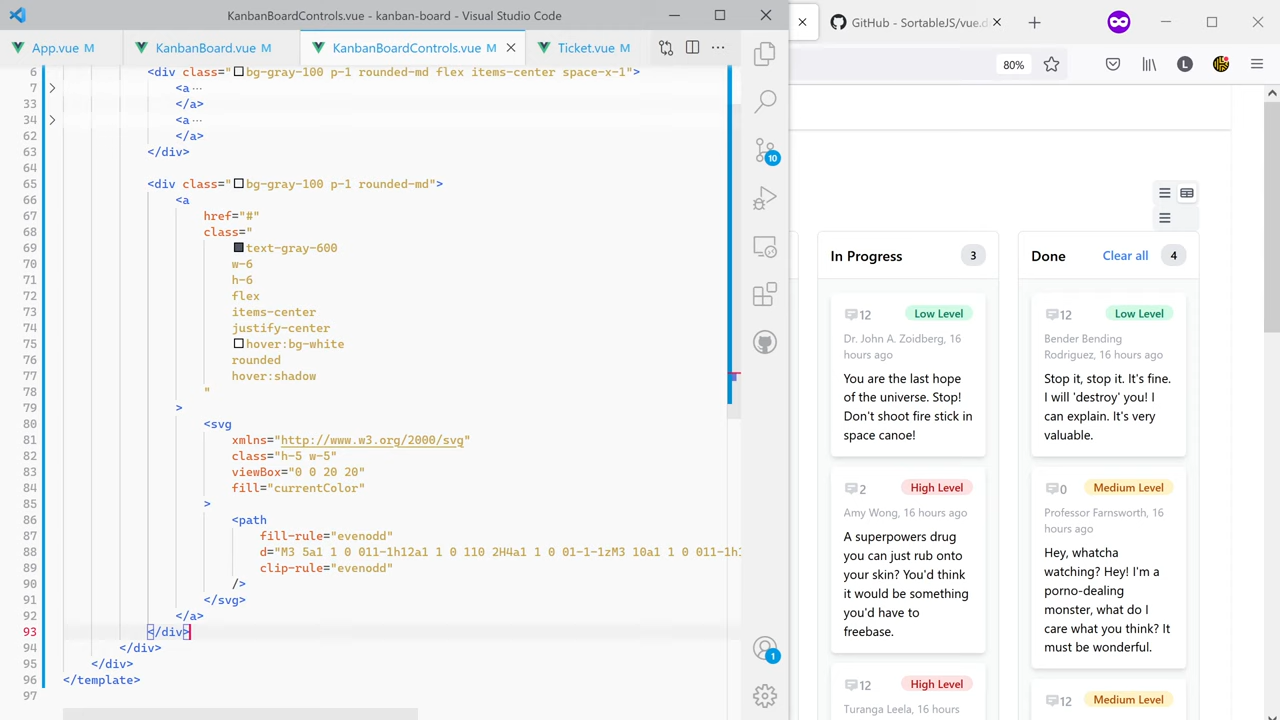 KanbanBoardControls.vue - kanban-board - Visual Studio Code
App.vue M
KanbanBoard.vue M
KanbanBoardControls.vue M
Ticket.vue M
6 <div class="bg-gray-100 p-1 rounded-md flex items-center space-x-1">
7 <a ···
33 </a>
34 <a ···
62 </a>
63 </div>
64
65 <div class="bg-gray-100 p-1 rounded-md">
66 <a
67 href="#"
68 class="
69 text-gray-600
70 w-6
71 h-6
72 flex
73 items-center
74 justify-center
75 hover:bg-white
76 rounded
77 hover:shadow
78 "
79 >
80 <svg
81 xmlns="http://www.w3.org/2000/svg"
82 class="h-5 w-5"
83 viewBox="0 0 20 20"
84 fill="currentColor"
85 >
86 <path
87 fill-rule="evenodd"
88 d="M3 5a1 1 0 011-1h12a1 1 0 110 2H4a1 1 0 01-1-1zM3 10a1 1 0 011-1h1
89 clip-rule="evenodd"
90 />
91 </svg>
92 </a>
93 </div>
94 </div>
95 </div>
96 </template>
97
10
1
GitHub - SortableJS/vue.d
80%
L
In Progress 3
12 Low Level
Dr. John A. Zoidberg, 16
hours ago
You are the last hope
of the universe. Stop!
Don't shoot fire stick in
space canoe!
2 High Level
Amy Wong, 16 hours ago
A superpowers drug
you can just rub onto
your skin? You'd think
it would be something
you'd have to
freebase.
12 High Level
Turanga Leela, 16 hours
Done Clear all 4
12 Low Level
Bender Bending
Rodriguez, 16 hours ago
Stop it, stop it. It's fine.
I will 'destroy' you! I
can explain. It's very
valuable.
0 Medium Level
Professor Farnsworth, 16
hours ago
Hey, whatcha
watching? Hey! I'm a
porno-dealing
monster, what do I
care what you think? It
must be wonderful.
12 Medium Level